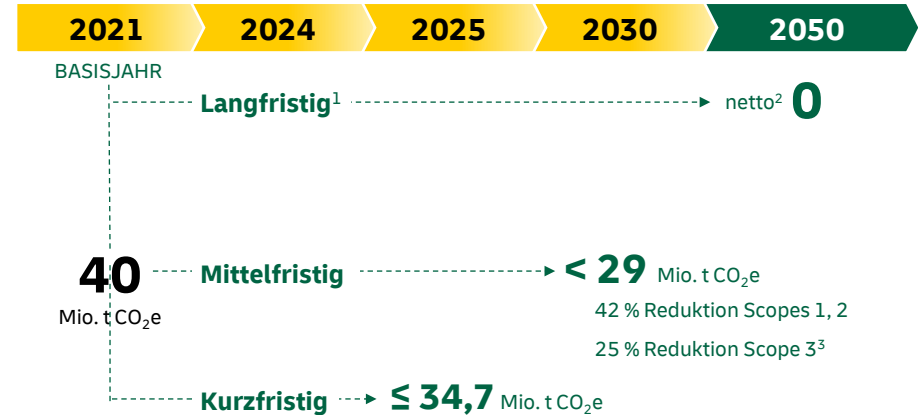 2021 2024 2025 2030 2050
BASISJAHR
Langfristig¹ netto² 0
40 Mittelfristig < 29 Mio. t CO₂e
Mio. t CO₂e
42 % Reduktion Scopes 1, 2
25 % Reduktion Scope 3³
Kurzfristig ≤ 34,7 Mio. t CO₂e